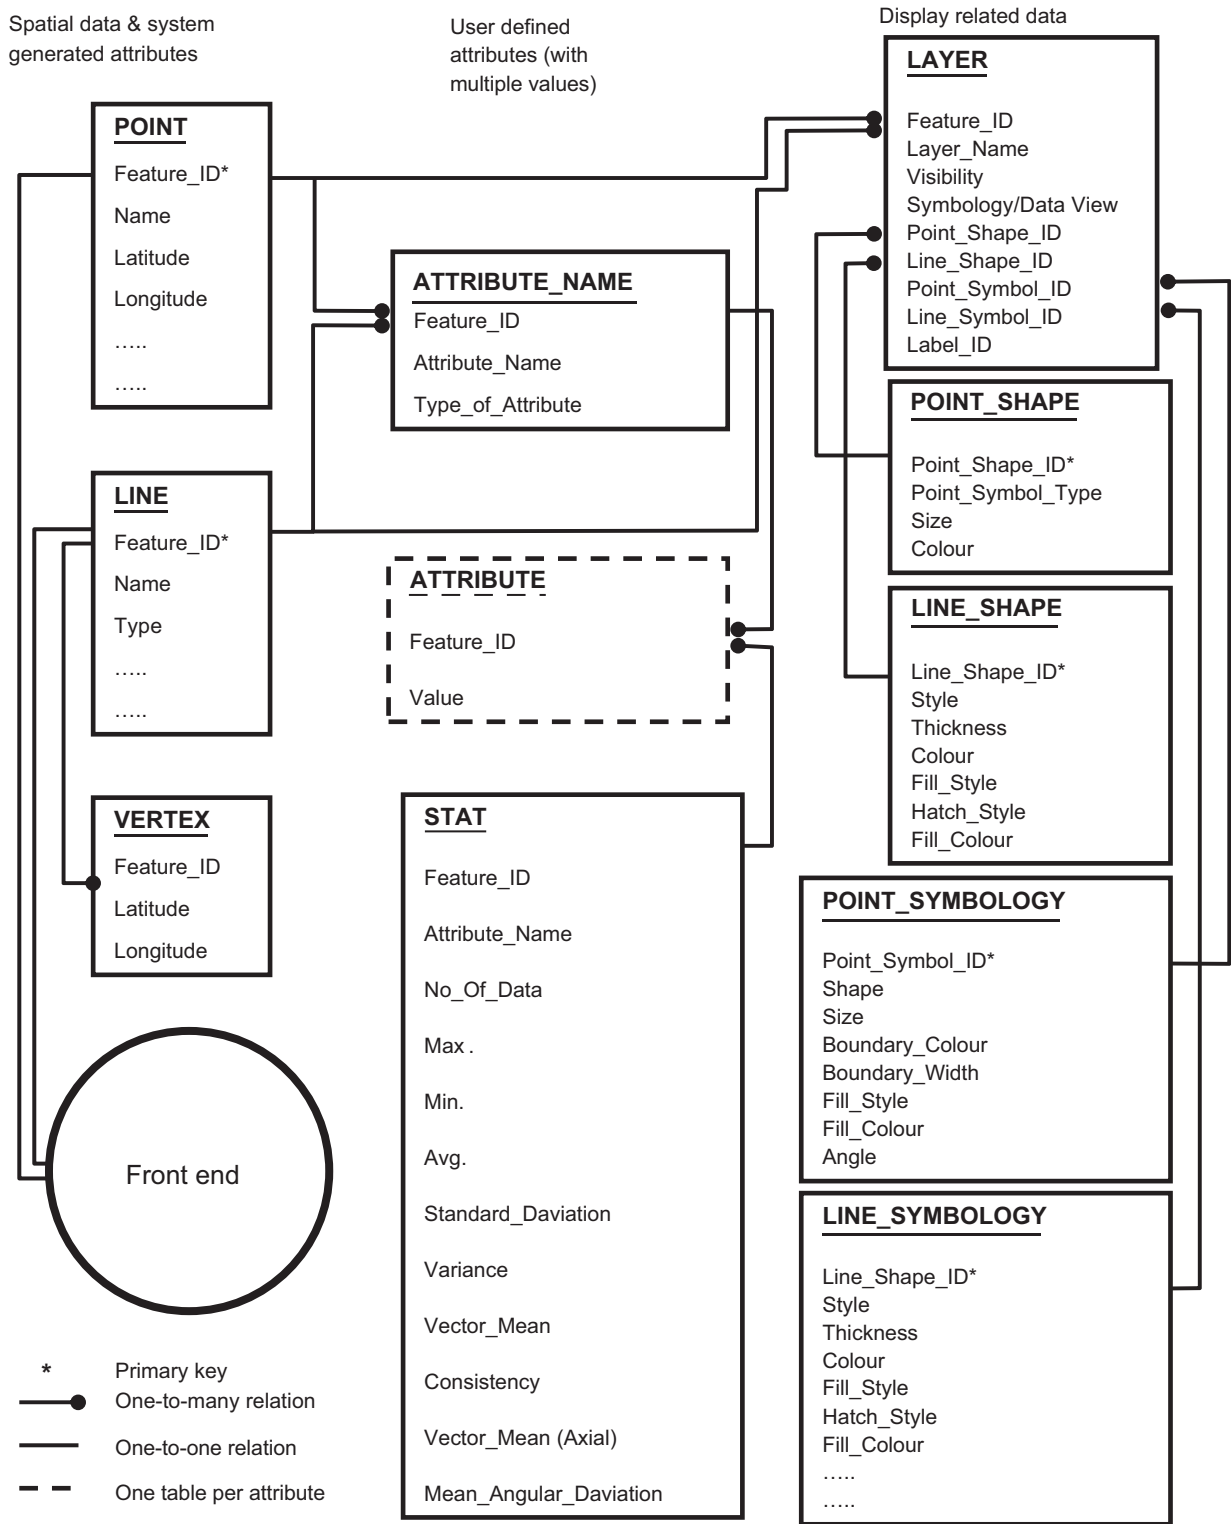 Spatial data & system
generated attributes
User defined
attributes (with
multiple values)
Display related data
POINT
Feature_ID*
Name
Latitude
Longitude
…..
…..
LINE
Feature_ID*
Name
Type
…..
…..
VERTEX
Feature_ID
Latitude
Longitude
Front end
* Primary key
One-to-many relation
One-to-one relation
One table per attribute
ATTRIBUTE_NAME
Feature_ID
Attribute_Name
Type_of_Attribute
ATTRIBUTE
Feature_ID
Value
STAT
Feature_ID
Attribute_Name
No_Of_Data
Max .
Min.
Avg.
Standard_Daviation
Variance
Vector_Mean
Consistency
Vector_Mean (Axial)
Mean_Angular_Daviation
LAYER
Feature_ID
Layer_Name
Visibility
Symbology/Data View
Point_Shape_ID
Line_Shape_ID
Point_Symbol_ID
Line_Symbol_ID
Label_ID
POINT_SHAPE
Point_Shape_ID*
Point_Symbol_Type
Size
Colour
LINE_SHAPE
Line_Shape_ID*
Style
Thickness
Colour
Fill_Style
Hatch_Style
Fill_Colour
POINT_SYMBOLOGY
Point_Symbol_ID*
Shape
Size
Boundary_Colour
Boundary_Width
Fill_Style
Fill_Colour
Angle
LINE_SYMBOLOGY
Line_Shape_ID*
Style
Thickness
Colour
Fill_Style
Hatch_Style
Fill_Colour
…..
…..